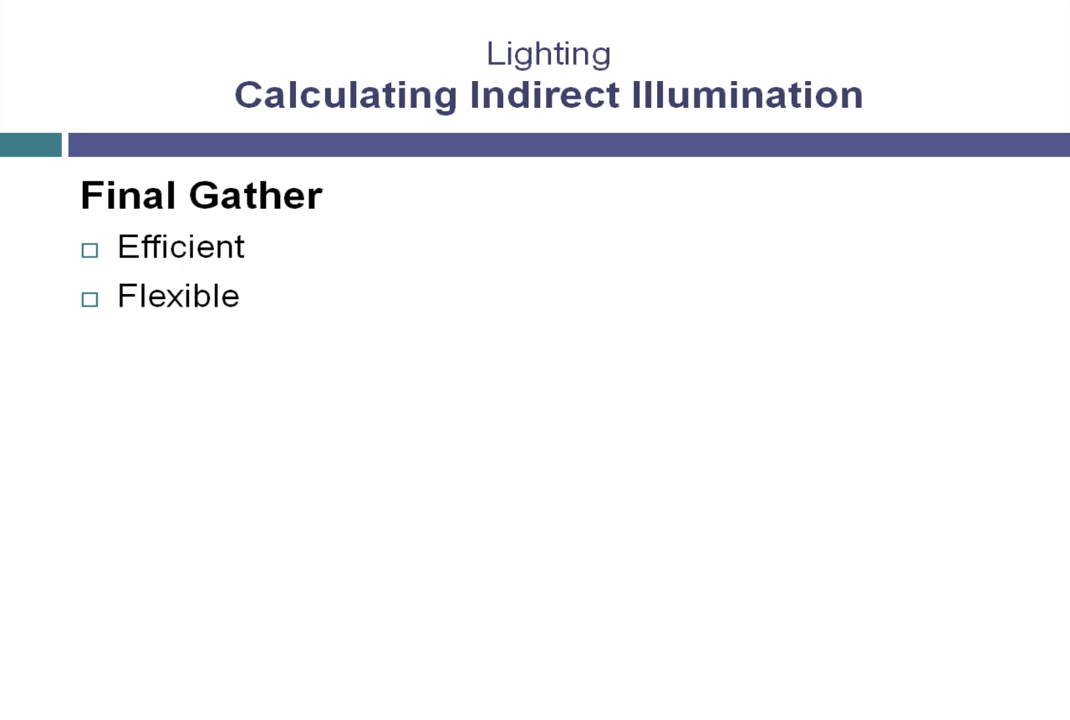 Lighting
Calculating Indirect Illumination
Final Gather
Efficient
Flexible